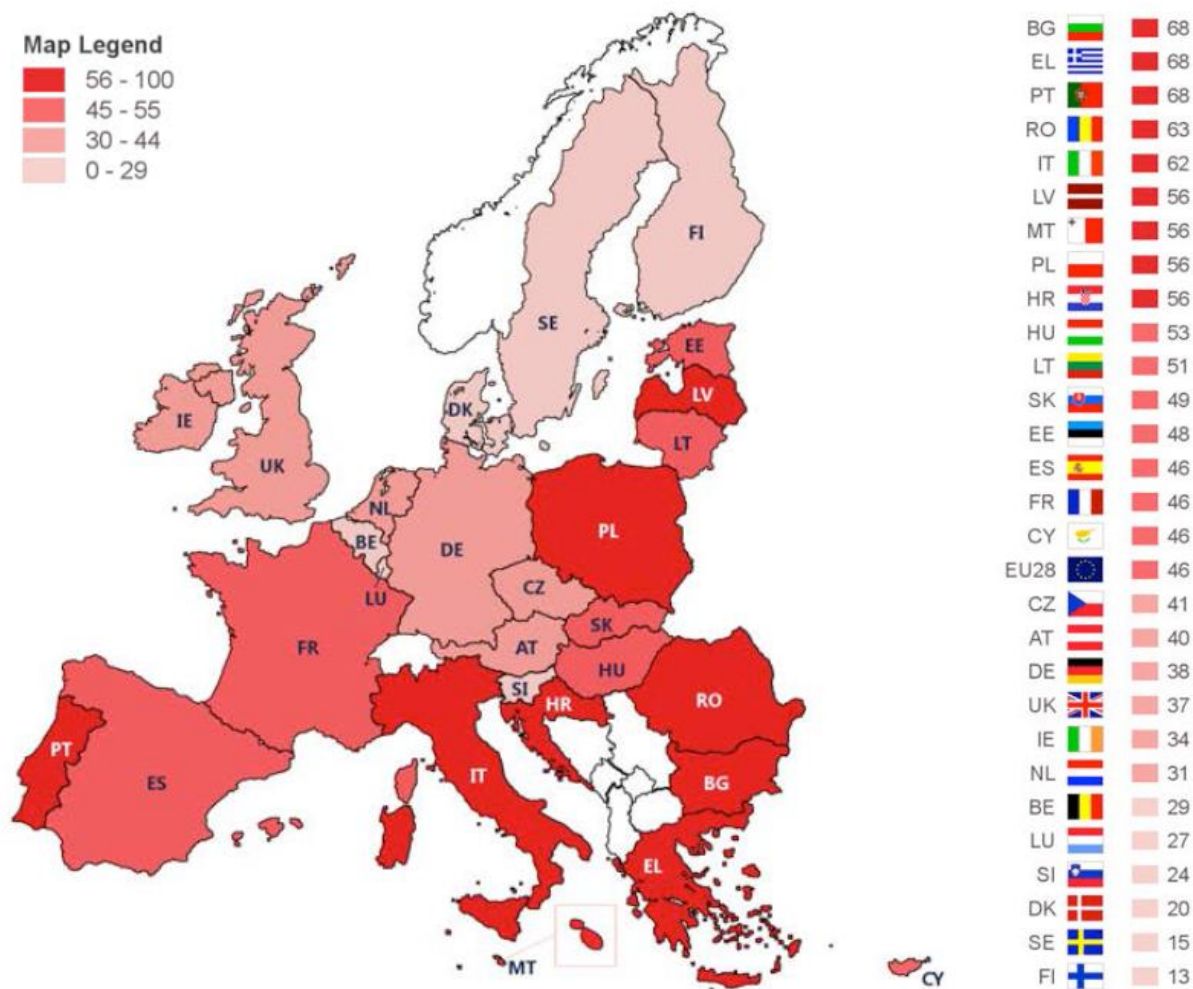 Map Legend
56 - 100
45 - 55
30 - 44
0 - 29
FI
SE
EE
LV
LT
DK
IE
UK
NL
BE
DE
PL
LU
CZ
SK
AT
HU
FR
SI
HR
RO
PT
ES
IT
BG
EL
MT
CY
BG 68
EL 68
PT 68
RO 63
IT 62
LV 56
MT 56
PL 56
HR 56
HU 53
LT 51
SK 49
EE 48
ES 46
FR 46
CY 46
EU28 46
CZ 41
AT 40
DE 38
UK 37
IE 34
NL 31
BE 29
LU 27
SI 24
DK 20
SE 15
FI 13